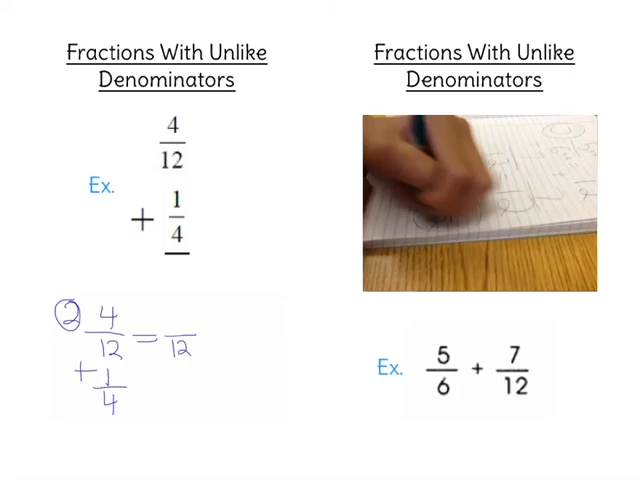 Fractions With Unlike
Denominators
4
12
Ex.
+ 1
4
② 4
12 = 12
+ 1
4
Fractions With Unlike
Denominators
Ex. 5/6 + 7/12